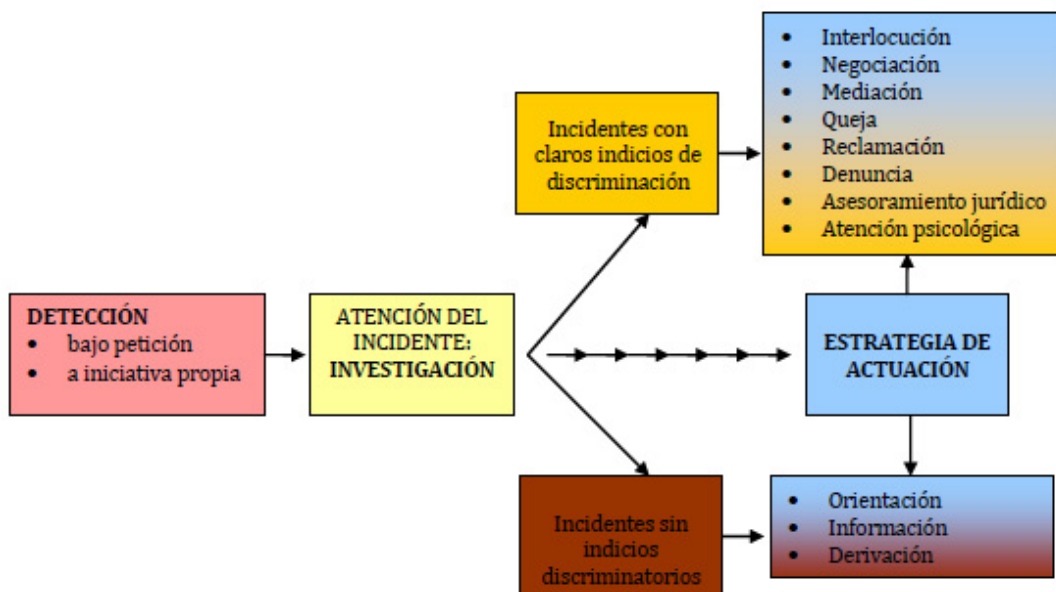 DETECCIÓN
• bajo petición
• a iniciativa propia
ATENCIÓN DEL
INCIDENTE:
INVESTIGACIÓN
Incidentes con
claros indicios de
discriminación
• Interlocución
• Negociación
• Mediación
• Queja
• Reclamación
• Denuncia
• Asesoramiento jurídico
• Atención psicológica
ESTRATEGIA DE
ACTUACIÓN
Incidentes sin
indicios
discriminatorios
• Orientación
• Información
• Derivación